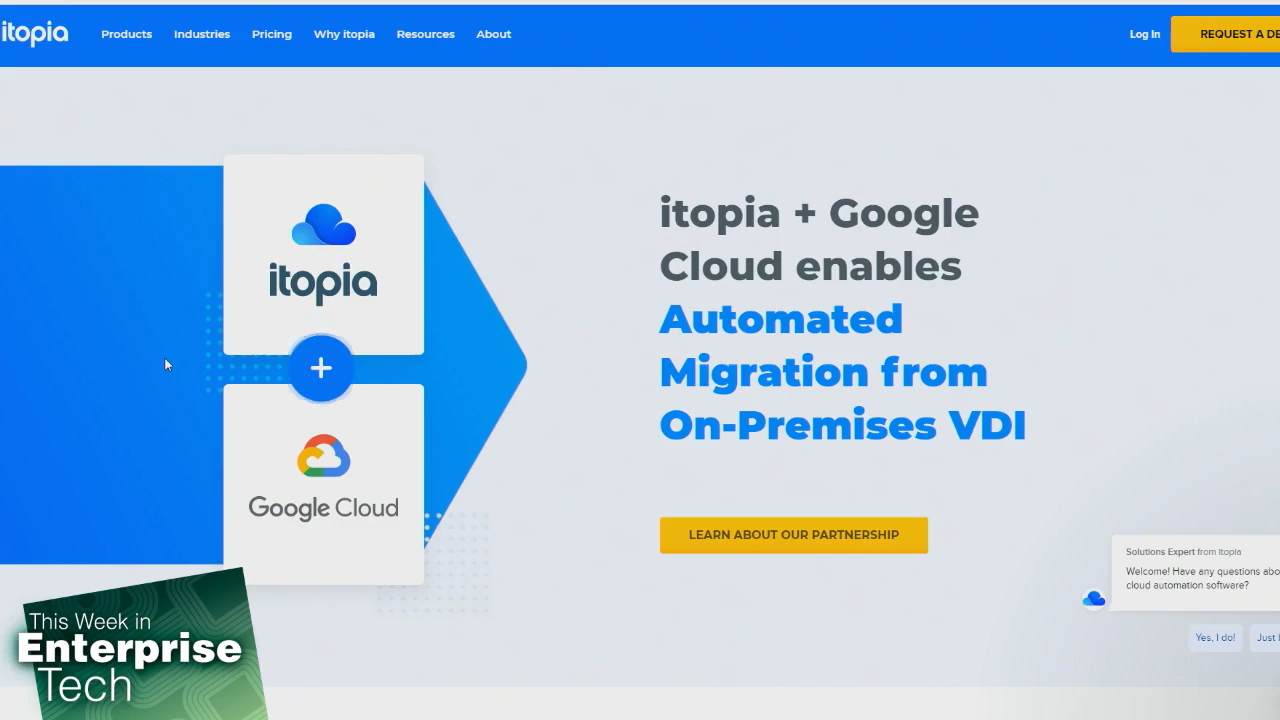 itopia
Products
Industries
Pricing
Why itopia
Resources
About
Log In
REQUEST A DE
itopia
+
Google Cloud
itopia + Google
Cloud enables
Automated
Migration from
On-Premises VDI
LEARN ABOUT OUR PARTNERSHIP
Solutions Expert from itopia
Welcome! Have any questions abo
cloud automation software?
Yes, I do!
Just
This Week in
Enterprise
Tech